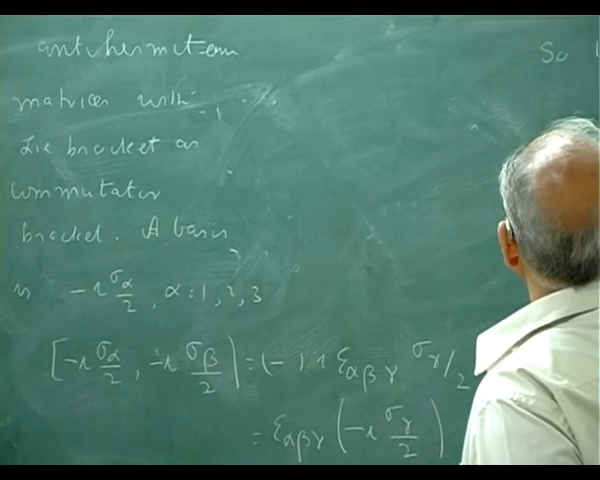 antihermitean
So
matrices with
Lie bracket as
commutator
bracket. A basis
is -i σα/2, α = 1, 2, 3
[-i σα/2, -i σβ/2] = (-) i εαβγ σγ/2
= εαβγ (-i σγ/2)